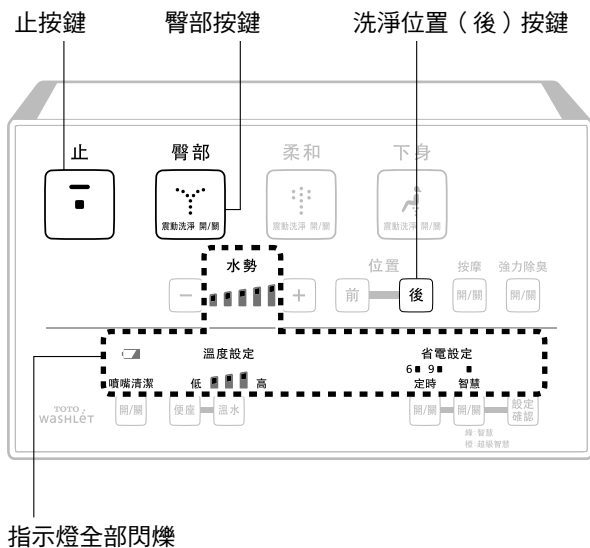 止按鍵 臀部按鍵 洗淨位置（後）按鍵
止 臀部 柔和 下身
震動洗淨 開/關 震動洗淨 開/關 震動洗淨 開/關
水勢 位置 按摩 強力除臭
− + 前 後 開/關 開/關
溫度設定 省電設定
6 9
噴嘴清潔 低 高 定時 智慧
TOTO
WASHLET
開/關 便座 溫水 開/關 開/關 設定
確認
綠:智慧
橙:超級智慧
指示燈全部閃爍